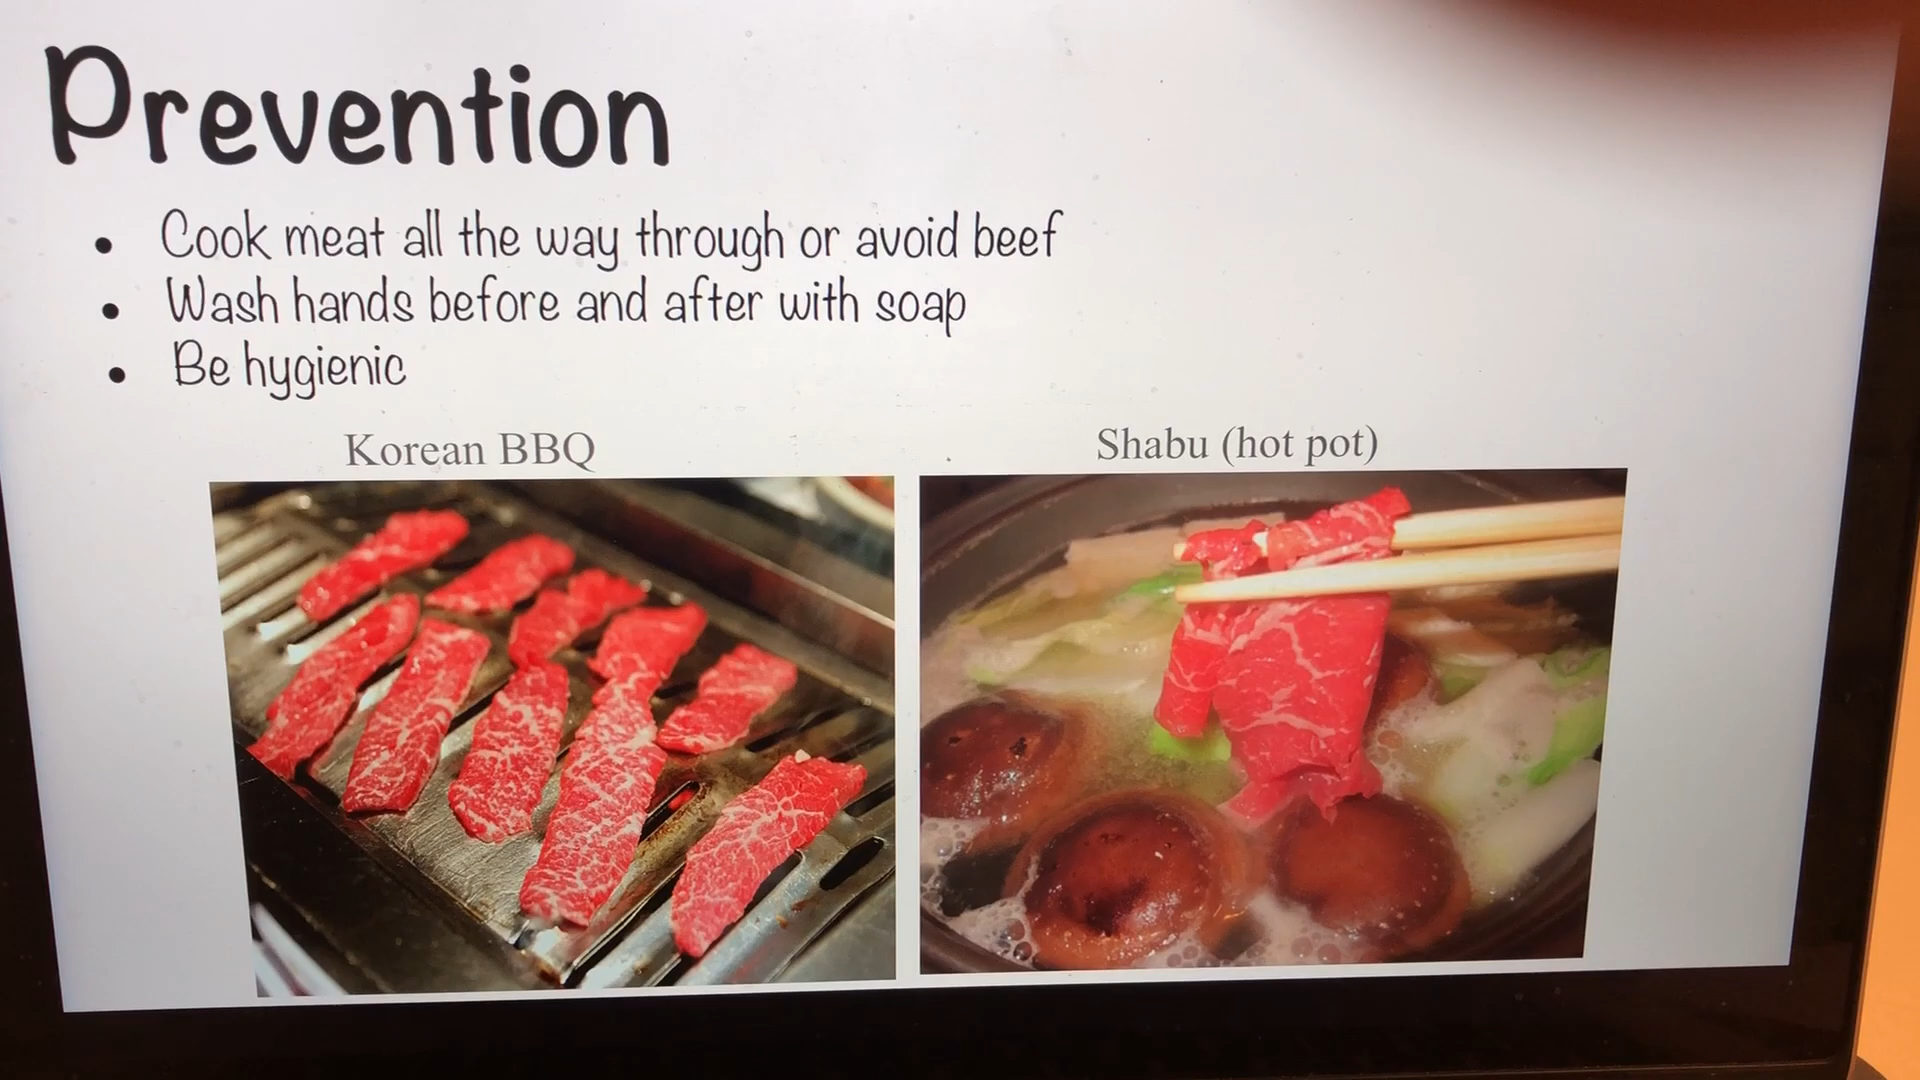 Prevention
• Cook meat all the way through or avoid beef
• Wash hands before and after with soap
• Be hygienic
Korean BBQ
Shabu (hot pot)